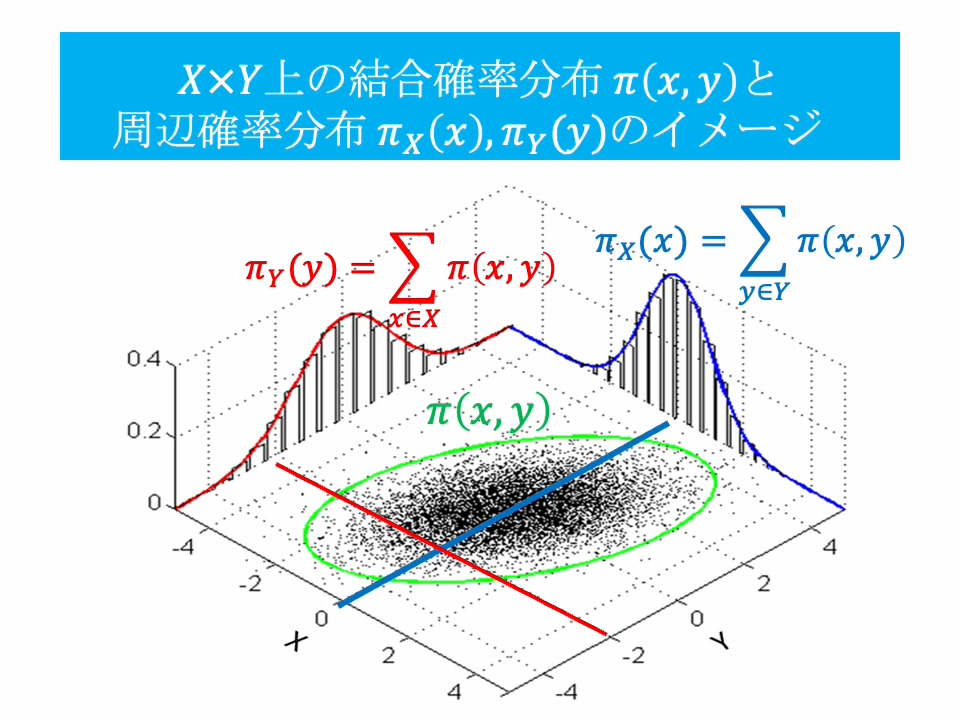 X×Y上の結合確率分布 π(x, y)と
周辺確率分布 π_X(x), π_Y(y)のイメージ
π_X(x) = ∑_{y∈Y} π(x, y)
π_Y(y) = ∑_{x∈X} π(x, y)
π(x, y)
0.4
0.2
0
-4
-2
0
2
4
X
4
2
0
-2
-4
Y